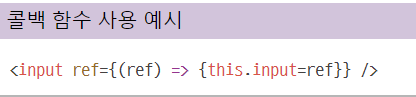 콜백 함수 사용 예시
<input ref={(ref) => {this.input=ref}} />